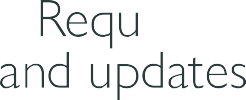 Requ
and updates